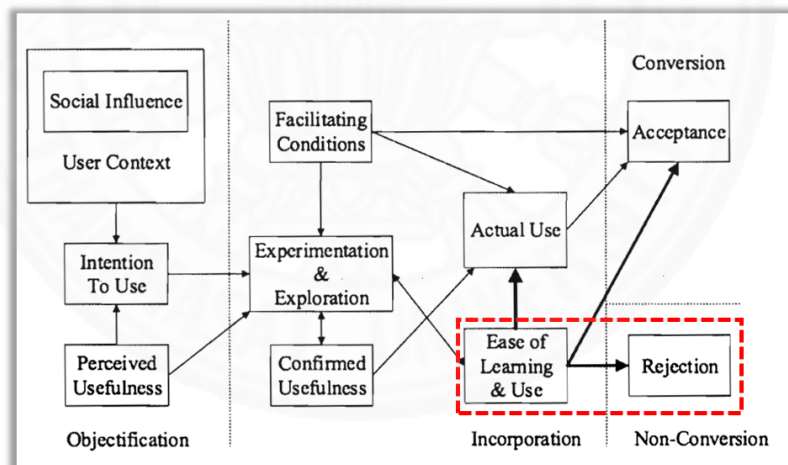 Social Influence
User Context
Intention
To Use
Perceived
Usefulness
Objectification
Facilitating
Conditions
Experimentation
&
Exploration
Confirmed
Usefulness
Actual Use
Ease of
Learning
& Use
Incorporation
Conversion
Acceptance
Rejection
Non-Conversion